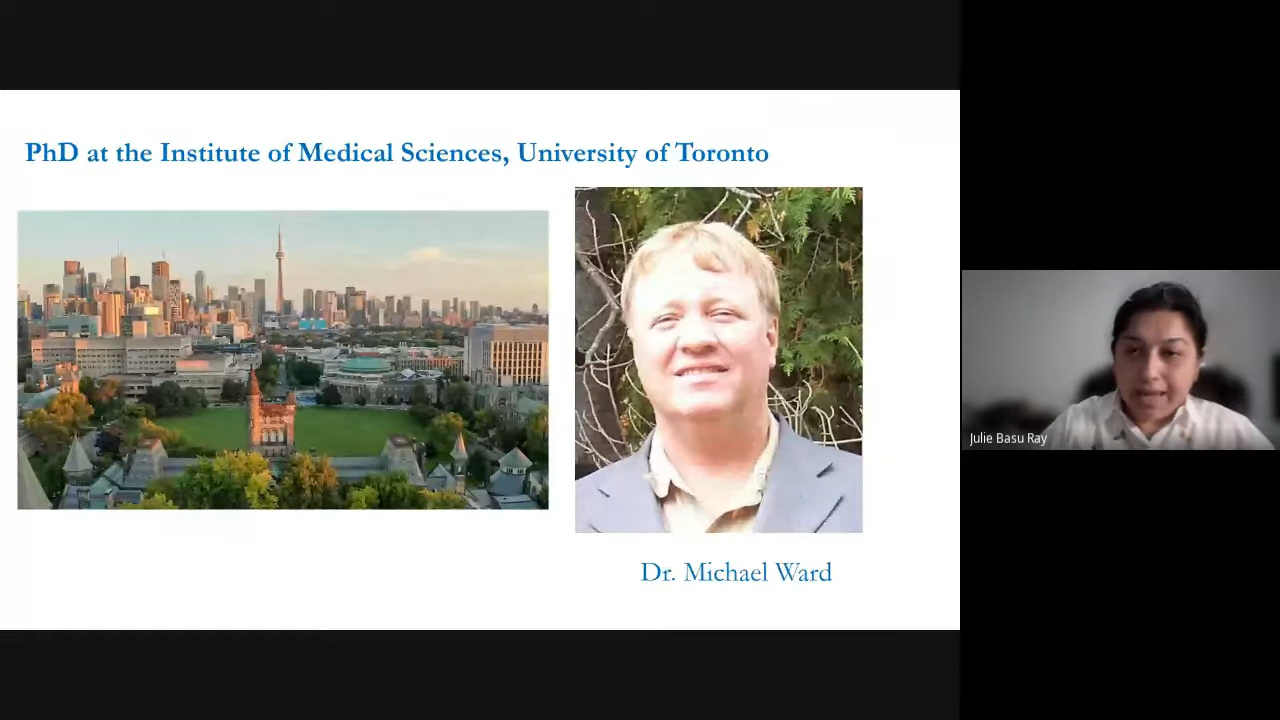 PhD at the Institute of Medical Sciences, University of Toronto
Dr. Michael Ward
Julie Basu Ray